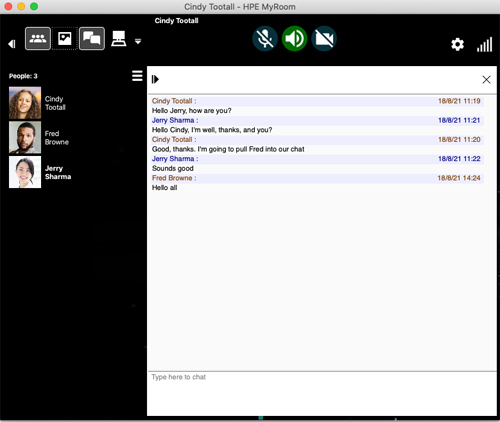 Cindy Tootall - HPE MyRoom
Cindy Tootall
People: 3
Cindy
Tootall
Fred
Browne
Jerry
Sharma
Cindy Tootall : 18/8/21 11:19
Hello Jerry, how are you?
Jerry Sharma : 18/8/21 11:21
Hello Cindy, I'm well, thanks, and you?
Cindy Tootall : 18/8/21 11:20
Good, thanks. I'm going to pull Fred into our chat
Jerry Sharma : 18/8/21 11:22
Sounds good
Fred Browne : 18/8/21 14:24
Hello all
Type here to chat